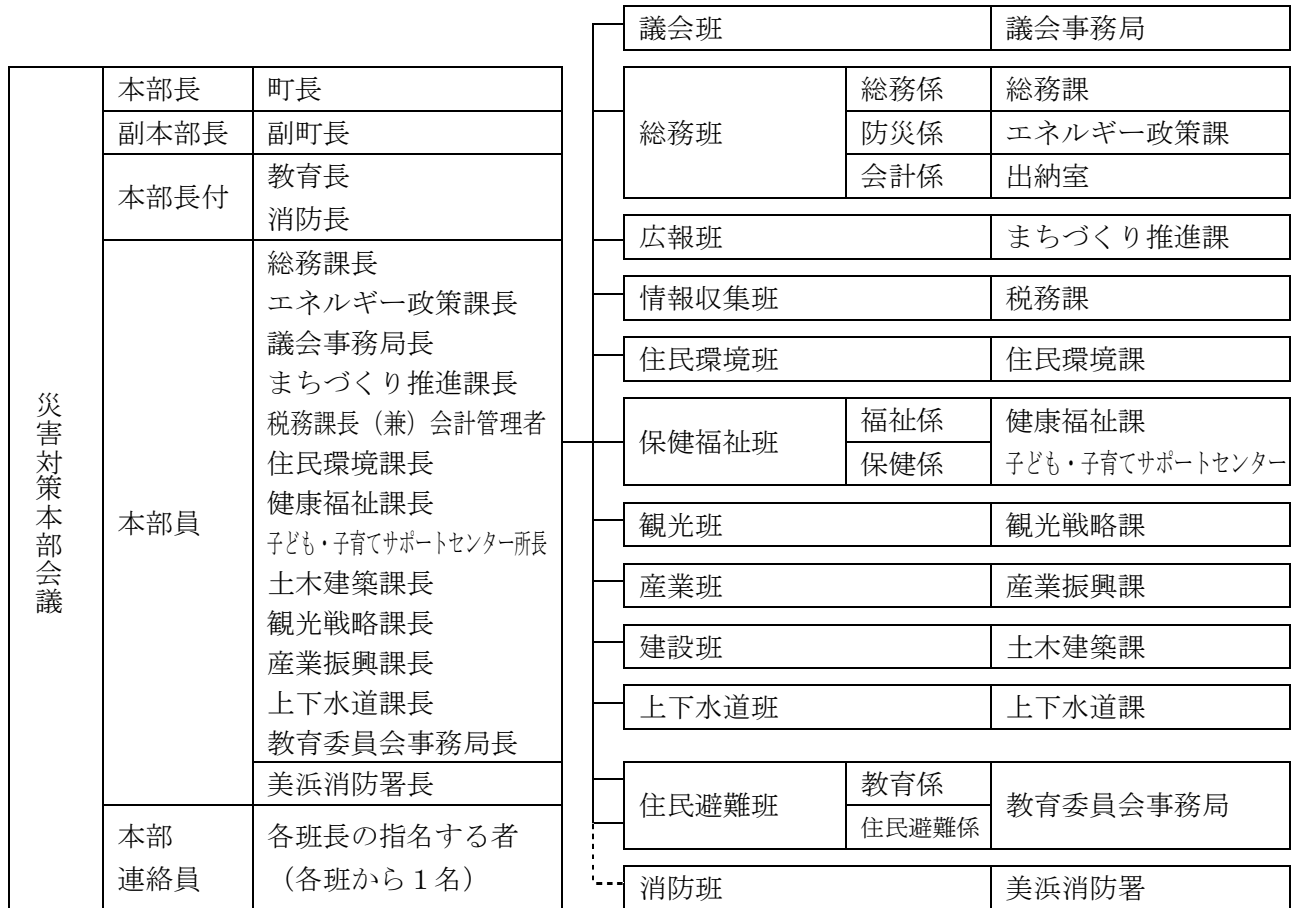 災害対策本部会議
本部長 町長
副本部長 副町長
本部長付 教育長
消防長
本部員 総務課長
エネルギー政策課長
議会事務局長
まちづくり推進課長
税務課長（兼）会計管理者
住民環境課長
健康福祉課長
子ども・子育てサポートセンター所長
土木建築課長
観光戦略課長
産業振興課長
上下水道課長
教育委員会事務局長
美浜消防署長
本部
連絡員
各班長の指名する者
（各班から１名）
議会班 議会事務局
総務班 総務係 総務課
防災係 エネルギー政策課
会計係 出納室
広報班 まちづくり推進課
情報収集班 税務課
住民環境班 住民環境課
保健福祉班 福祉係 健康福祉課
保健係 子ども・子育てサポートセンター
観光班 観光戦略課
産業班 産業振興課
建設班 土木建築課
上下水道班 上下水道課
住民避難班 教育係 教育委員会事務局
住民避難係
消防班 美浜消防署